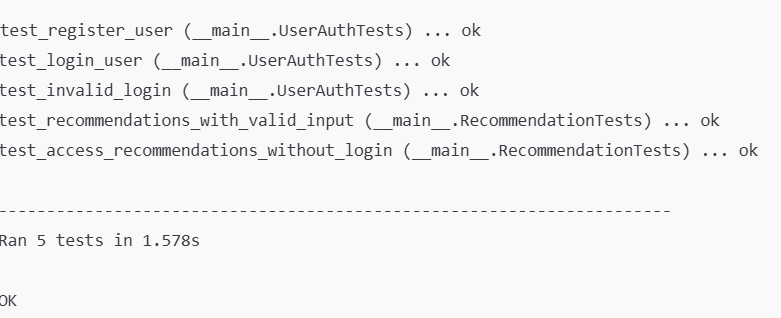 test_register_user (__main__.UserAuthTests) ... ok
test_login_user (__main__.UserAuthTests) ... ok
test_invalid_login (__main__.UserAuthTests) ... ok
test_recommendations_with_valid_input (__main__.RecommendationTests) ... ok
test_access_recommendations_without_login (__main__.RecommendationTests) ... ok
----------------------------------------------------------------------
Ran 5 tests in 1.578s
OK